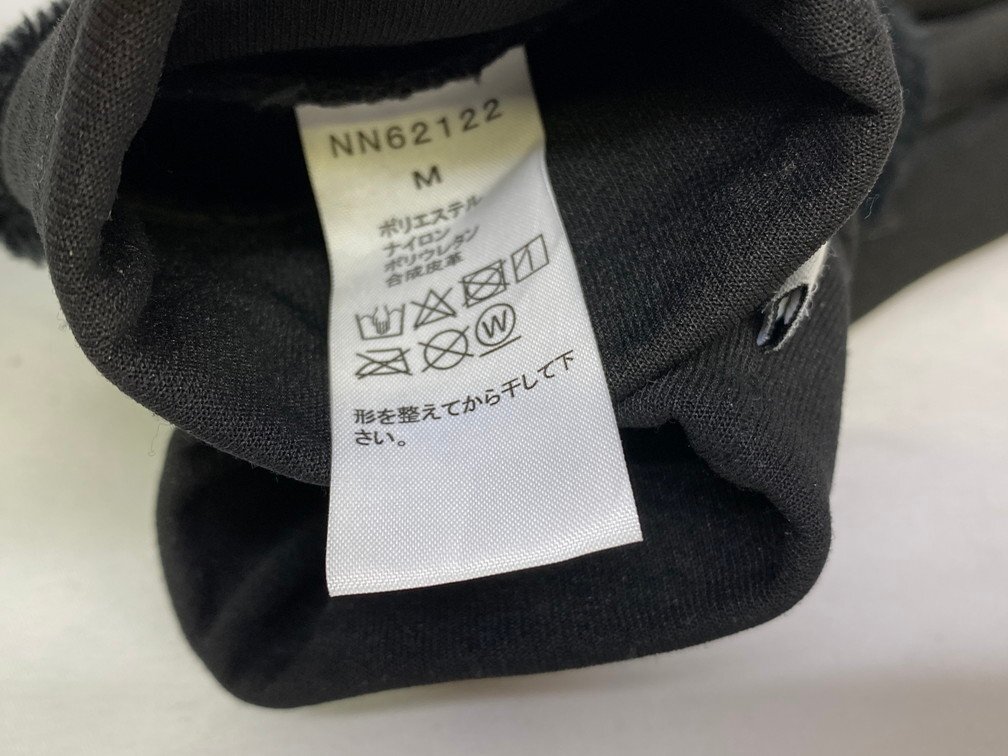 NN62122
M
ポリエステル
ナイロン
ポリウレタン
合成皮革
W
形を整えてから干して下
さい。